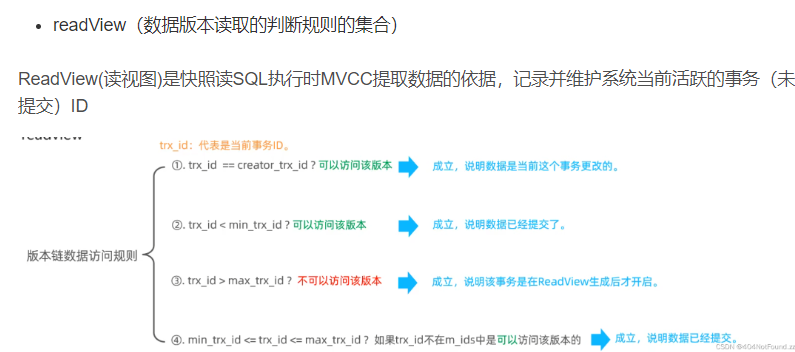 readView（数据版本读取的判断规则的集合）
ReadView(读视图)是快照读SQL执行时MVCC提取数据的依据，记录并维护系统当前活跃的事务（未
提交）ID
readview
trx_id：代表是当前事务ID。
①. trx_id == creator_trx_id ? 可以访问该版本 成立，说明数据是当前这个事务更改的。
②. trx_id < min_trx_id ? 可以访问该版本 成立，说明数据已经提交了。
版本链数据访问规则
③. trx_id > max_trx_id ? 不可以访问该版本 成立，说明该事务是在ReadView生成后才开启。
④. min_trx_id <= trx_id <= max_trx_id ? 如果trx_id不在m_ids中是可以访问该版本的 成立，说明数据已经提交。
CSDN @404NotFound.zz